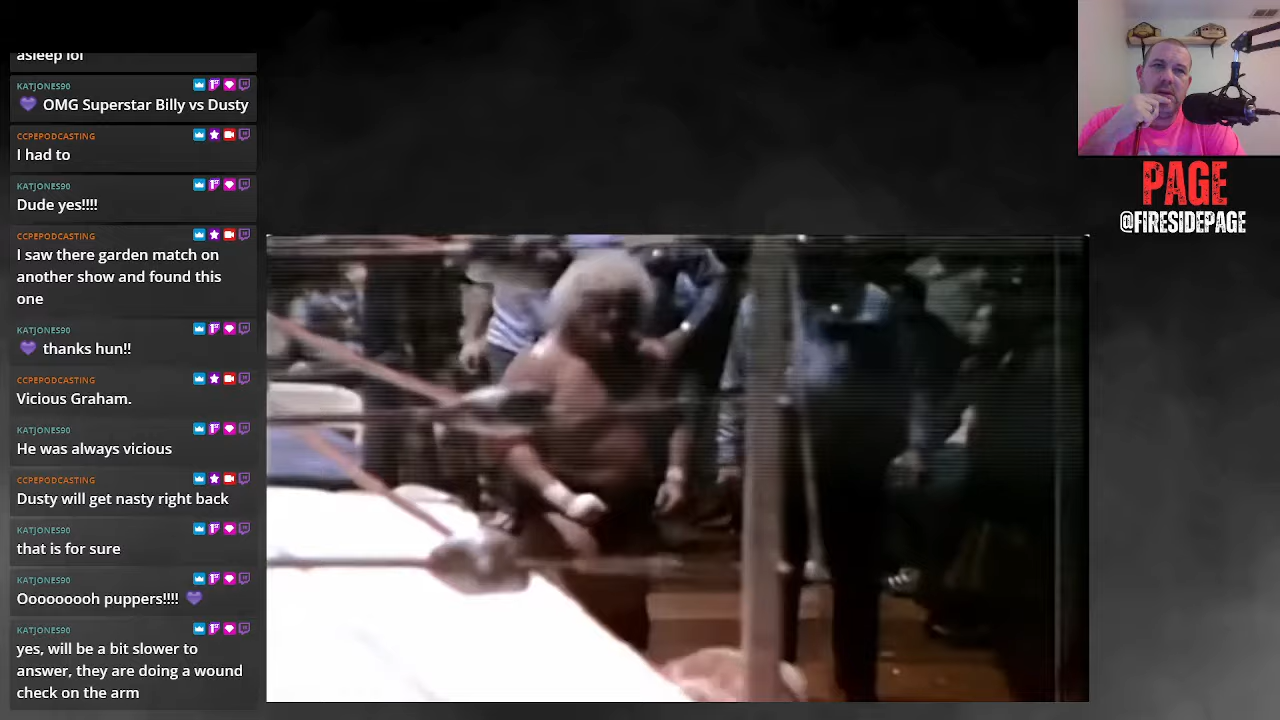 asleep lol
KATJONES90
OMG Superstar Billy vs Dusty
CCPEPODCASTING
I had to
KATJONES90
Dude yes!!!!
CCPEPODCASTING
I saw there garden match on
another show and found this
one
KATJONES90
thanks hun!!
CCPEPODCASTING
Vicious Graham.
KATJONES90
He was always vicious
CCPEPODCASTING
Dusty will get nasty right back
KATJONES90
that is for sure
KATJONES90
Ooooooooh puppers!!!!
KATJONES90
yes, will be a bit slower to
answer, they are doing a wound
check on the arm
PAGE
@FIRESIDEPAGE